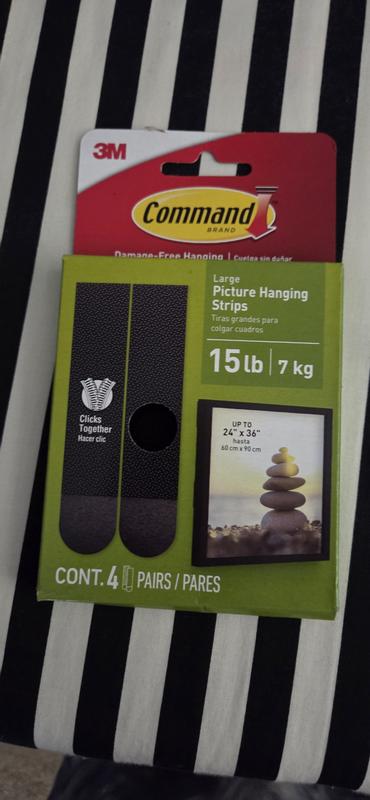 3M
Command
BRAND
Damage-Free Hanging | Cuelga sin dañar
Large
Picture Hanging
Strips
Tiras grandes para
colgar cuadros
15 lb | 7 kg
Clicks
Together
Hacer clic
UP TO
24" x 36"
hasta
60 cm x 90 cm
CONT. 4 PAIRS / PARES